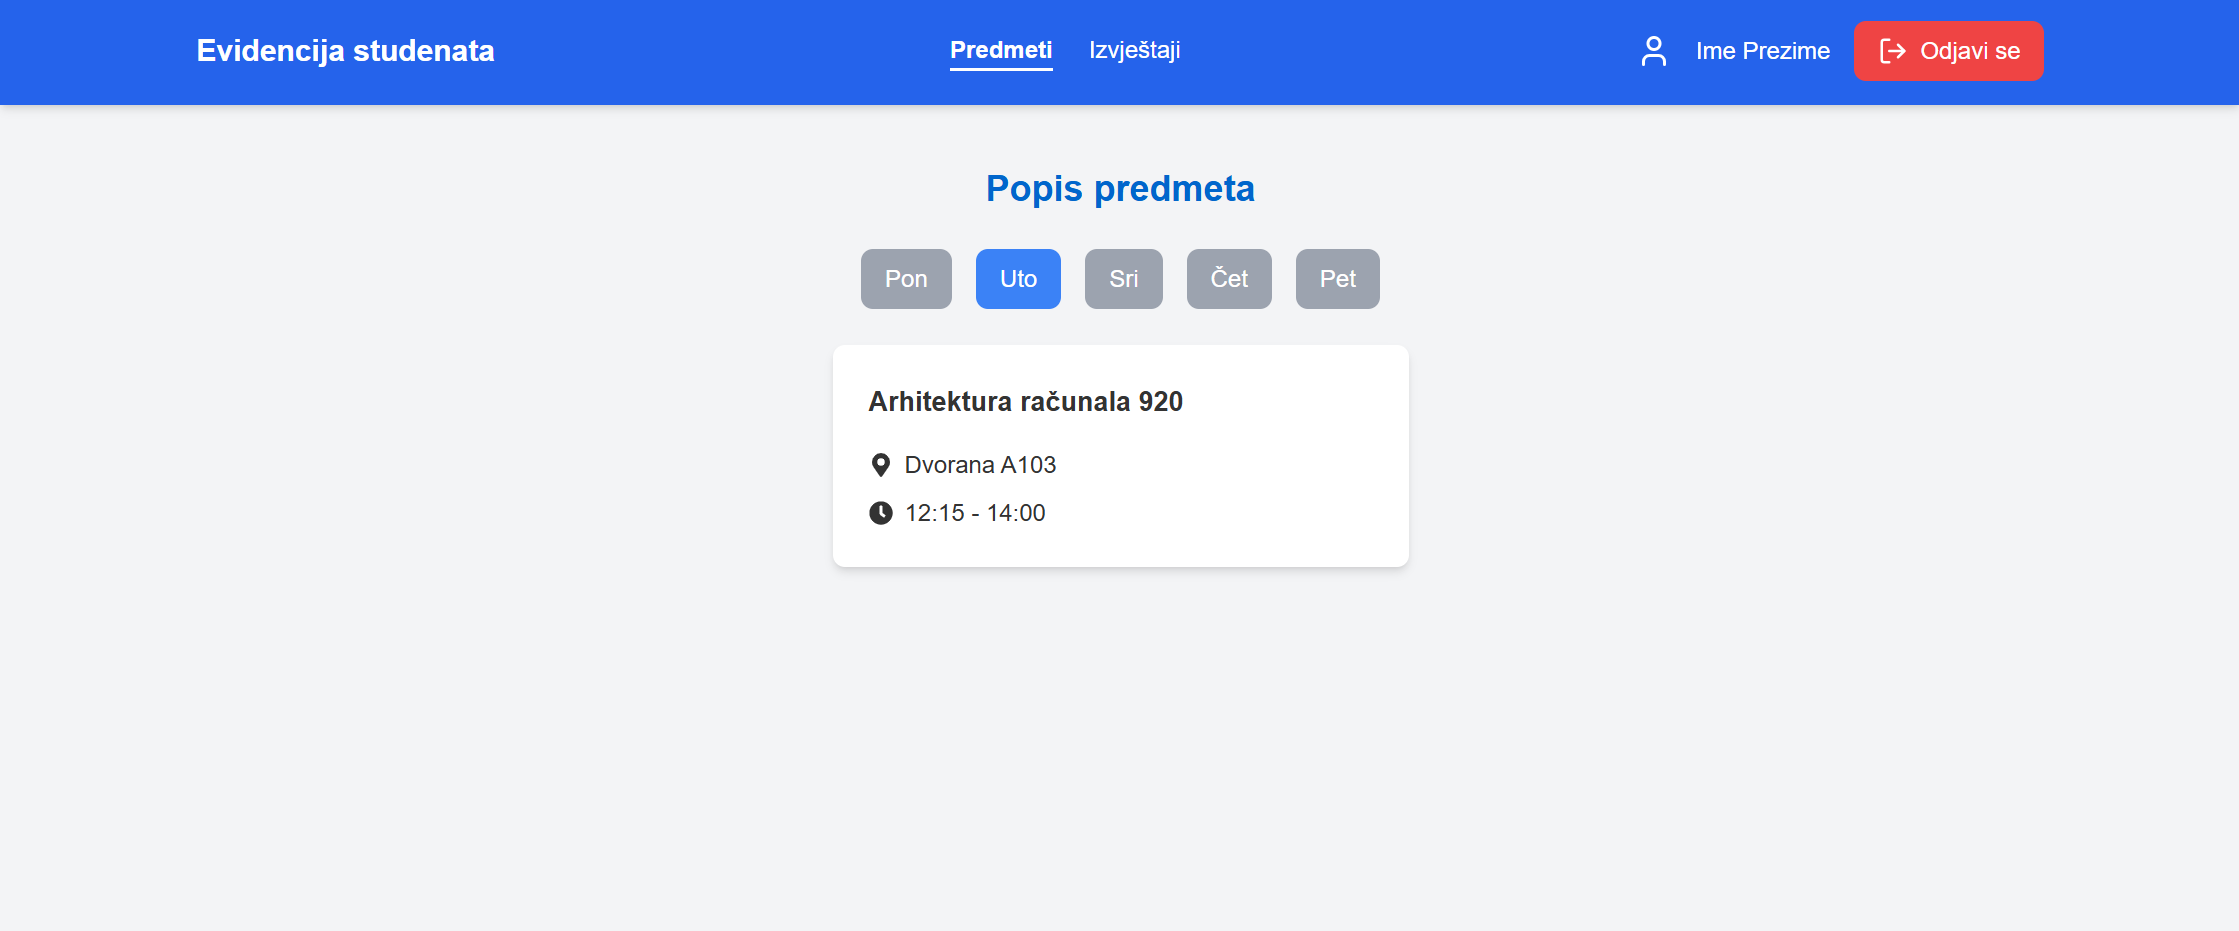 Evidencija studenata
Predmeti
Izvještaji
Ime Prezime
Odjavi se
Popis predmeta
Pon
Uto
Sri
Čet
Pet
Arhitektura računala 920
Dvorana A103
12:15 - 14:00